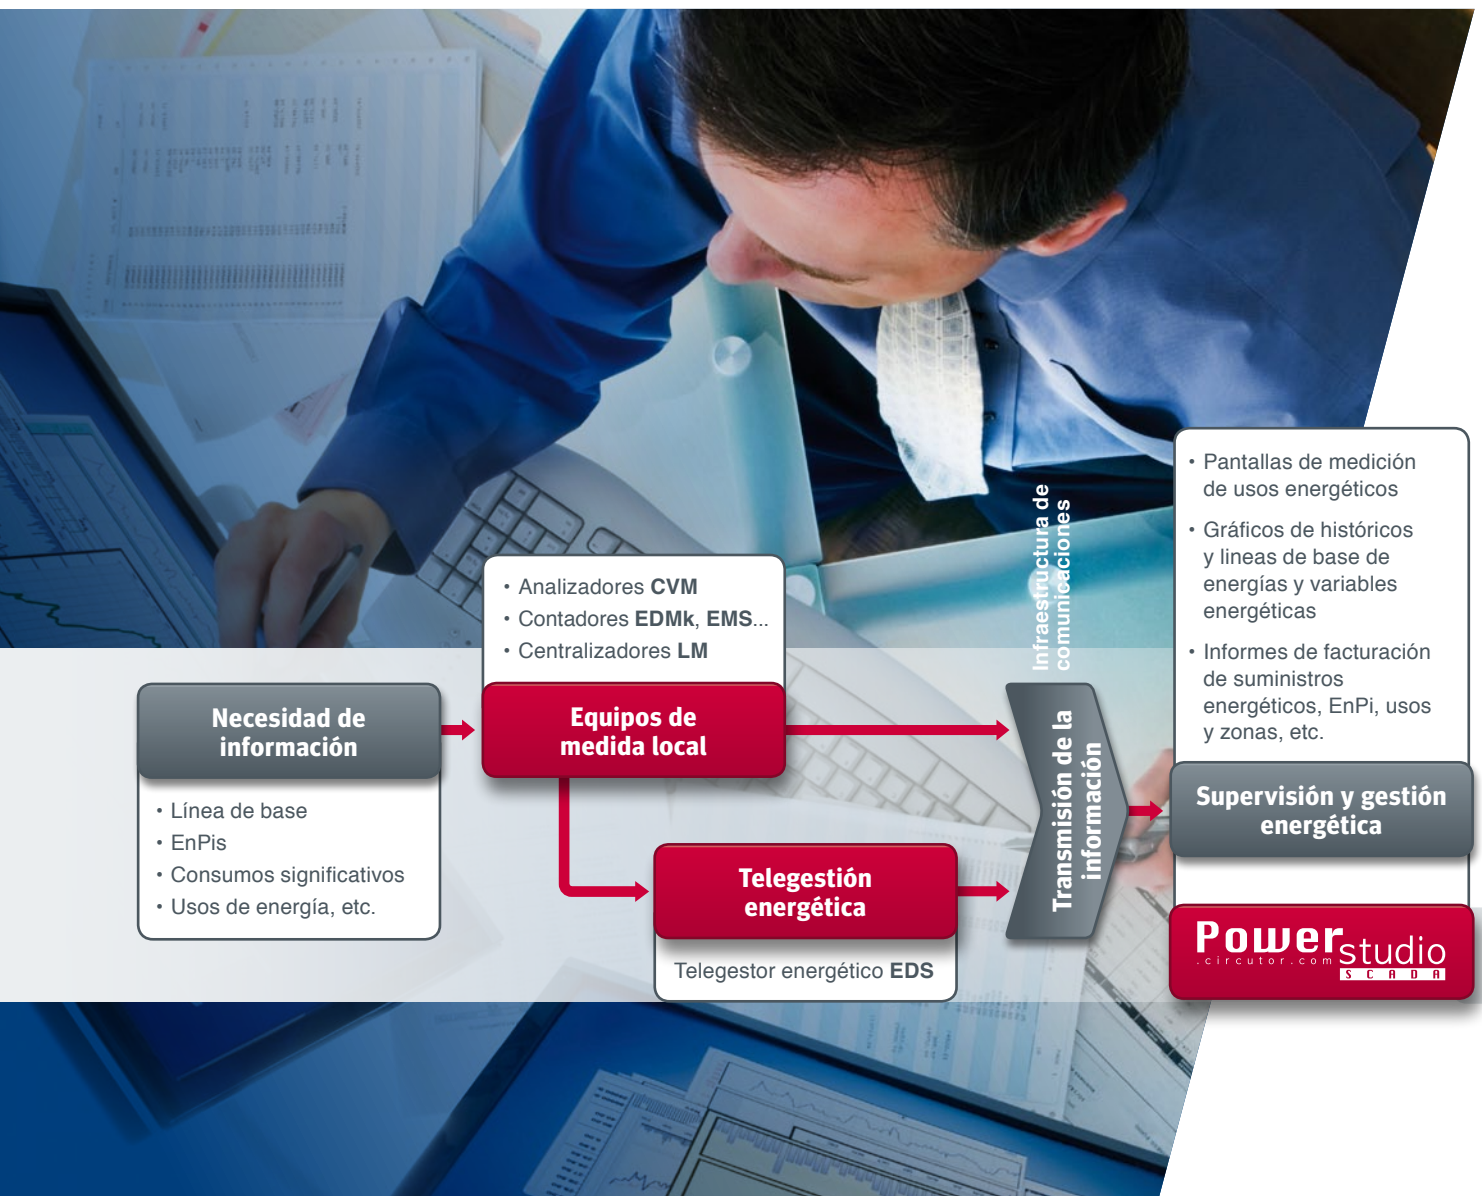 Necesidad de
información
• Línea de base
• EnPis
• Consumos significativos
• Usos de energía, etc.
• Analizadores CVM
• Contadores EDMk, EMS...
• Centralizadores LM
Equipos de
medida local
Telegestión
energética
Telegestor energético EDS
Infraestructura de
comunicaciones
Transmisión de la
información
• Pantallas de medición
de usos energéticos
• Gráficos de históricos
y lineas de base de
energías y variables
energéticas
• Informes de facturación
de suministros
energéticos, EnPi, usos
y zonas, etc.
Supervisión y gestión
energética
Power studio
.circutor.com
SCADA